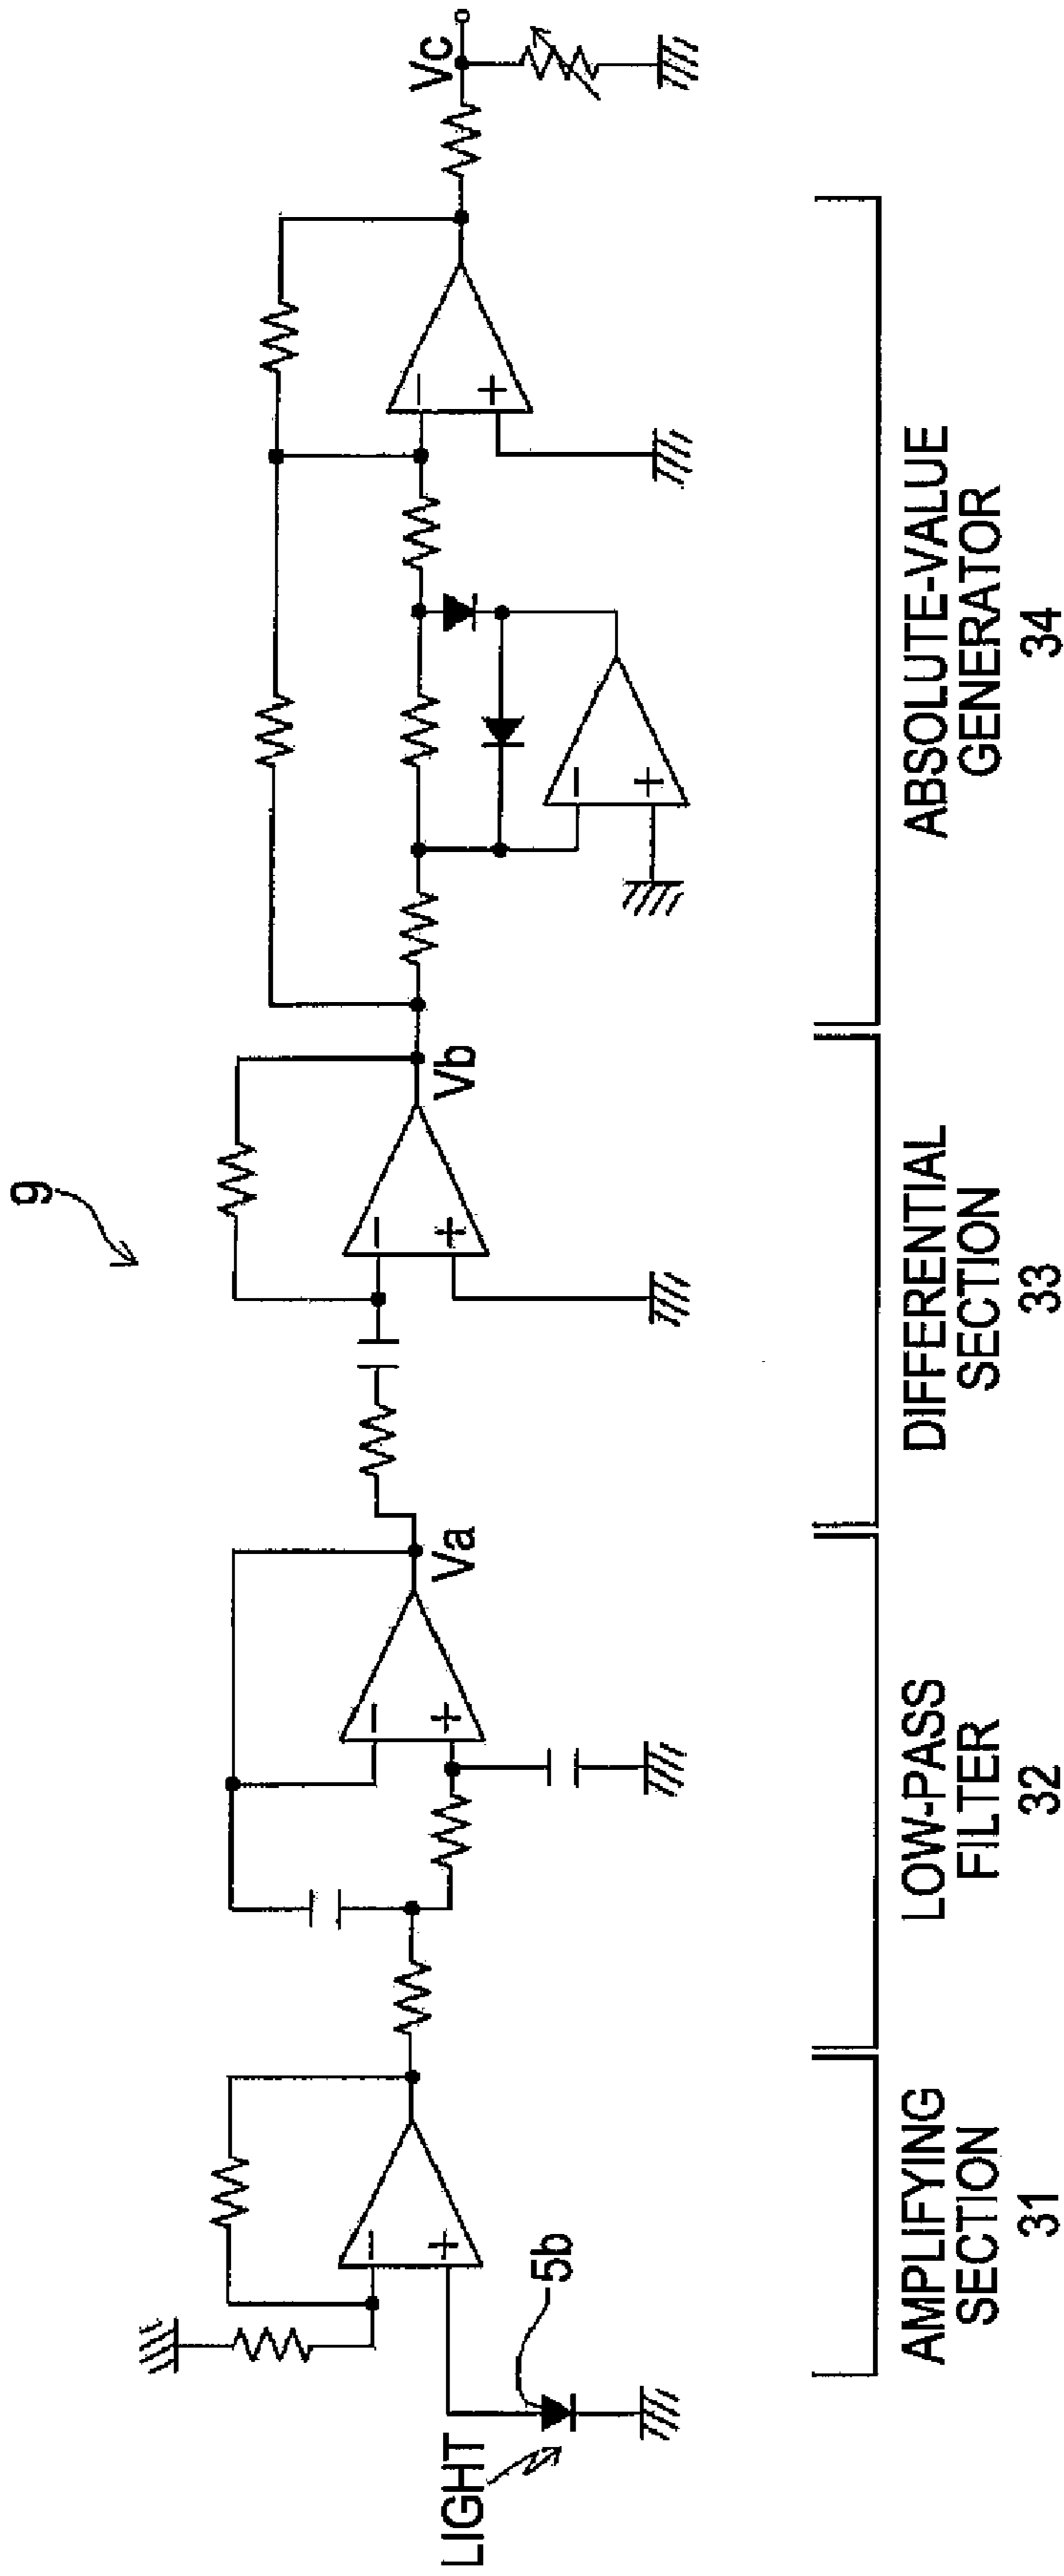 9
LIGHT
5b
Va
Vb
Vc
AMPLIFYING
SECTION
31
LOW-PASS
FILTER
32
DIFFERENTIAL
SECTION
33
ABSOLUTE-VALUE
GENERATOR
34